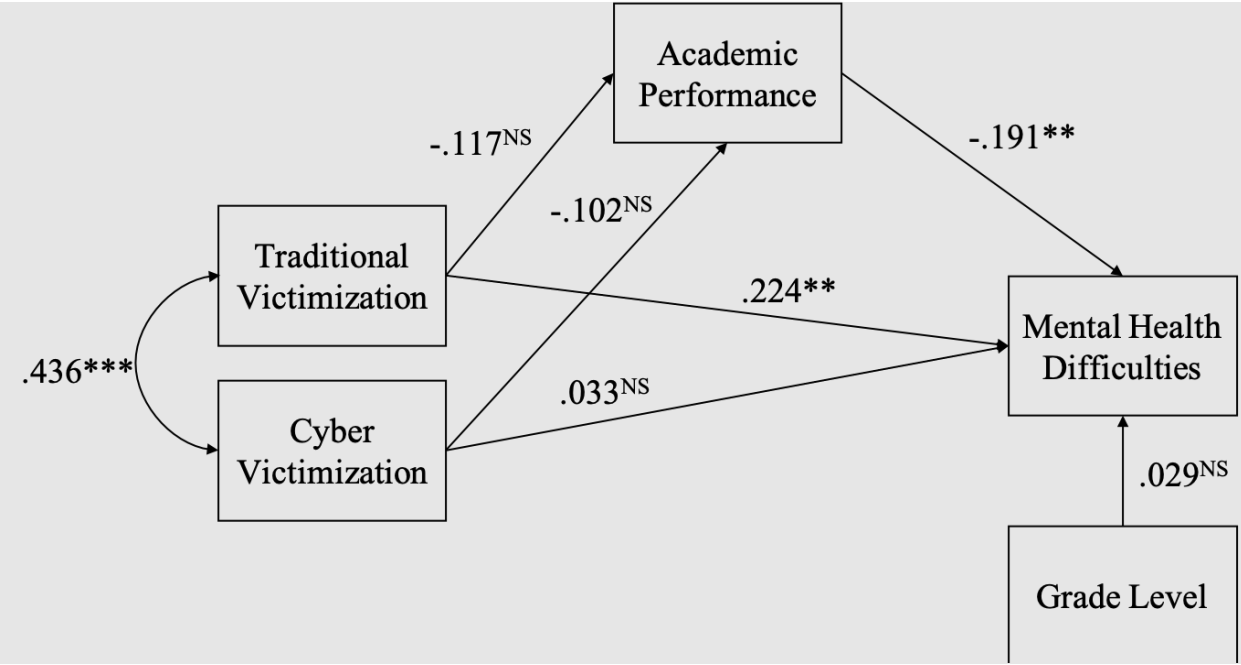 Academic
Performance
-.117NS
-.191**
-.102NS
Traditional
Victimization
.224**
Mental Health
Difficulties
.436***
.033NS
Cyber
Victimization
.029NS
Grade Level